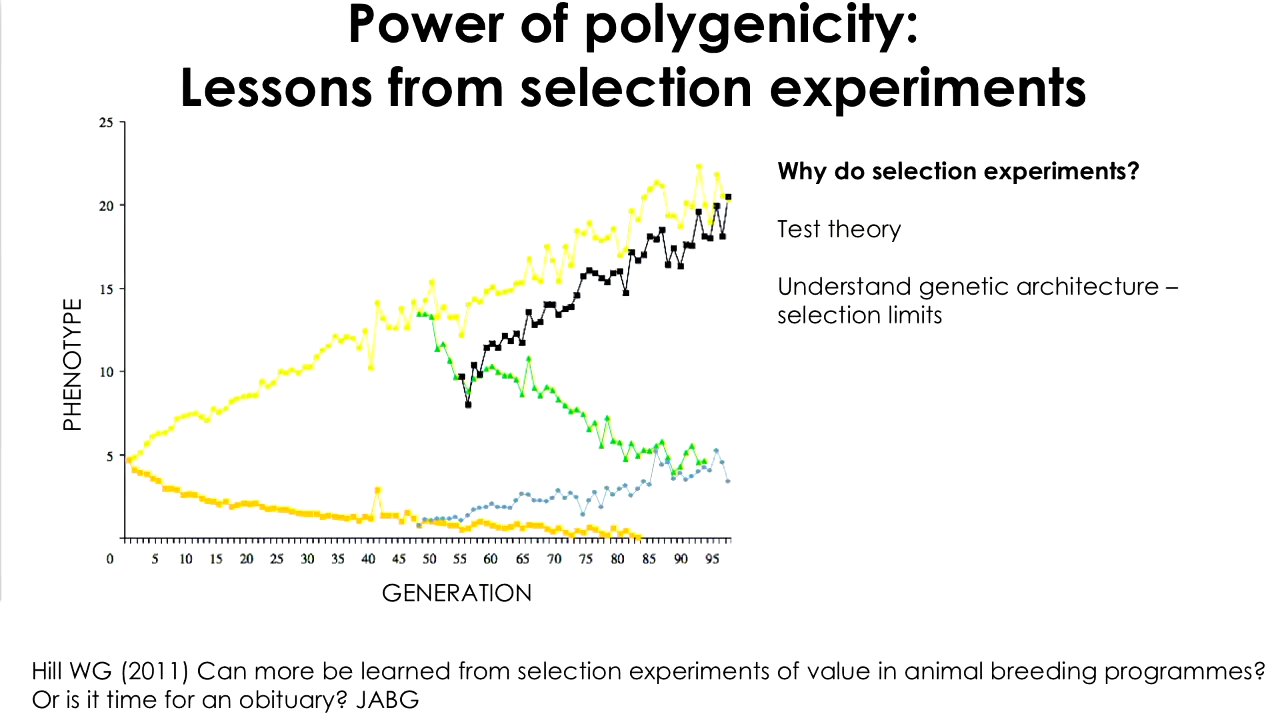 Power of polygenicity:
Lessons from selection experiments
25
20
15
10
5
PHENOTYPE
0 5 10 15 20 25 30 35 40 45 50 55 60 65 70 75 80 85 90 95
GENERATION
Why do selection experiments?
Test theory
Understand genetic architecture –
selection limits
Hill WG (2011) Can more be learned from selection experiments of value in animal breeding programmes?
Or is it time for an obituary? JABG